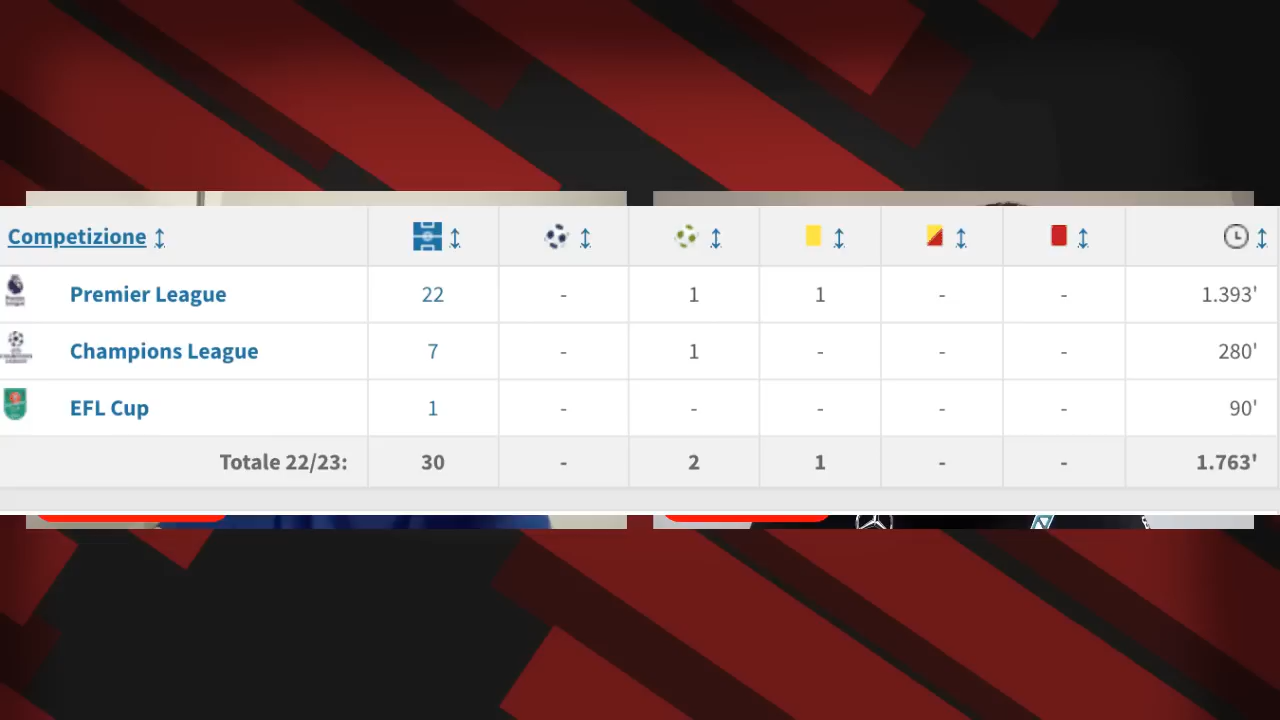 Competizione
Premier League 22 - 1 1 - - 1.393'
Champions League 7 - 1 - - - 280'
EFL Cup 1 - - - - - 90'
Totale 22/23: 30 - 2 1 - - 1.763'